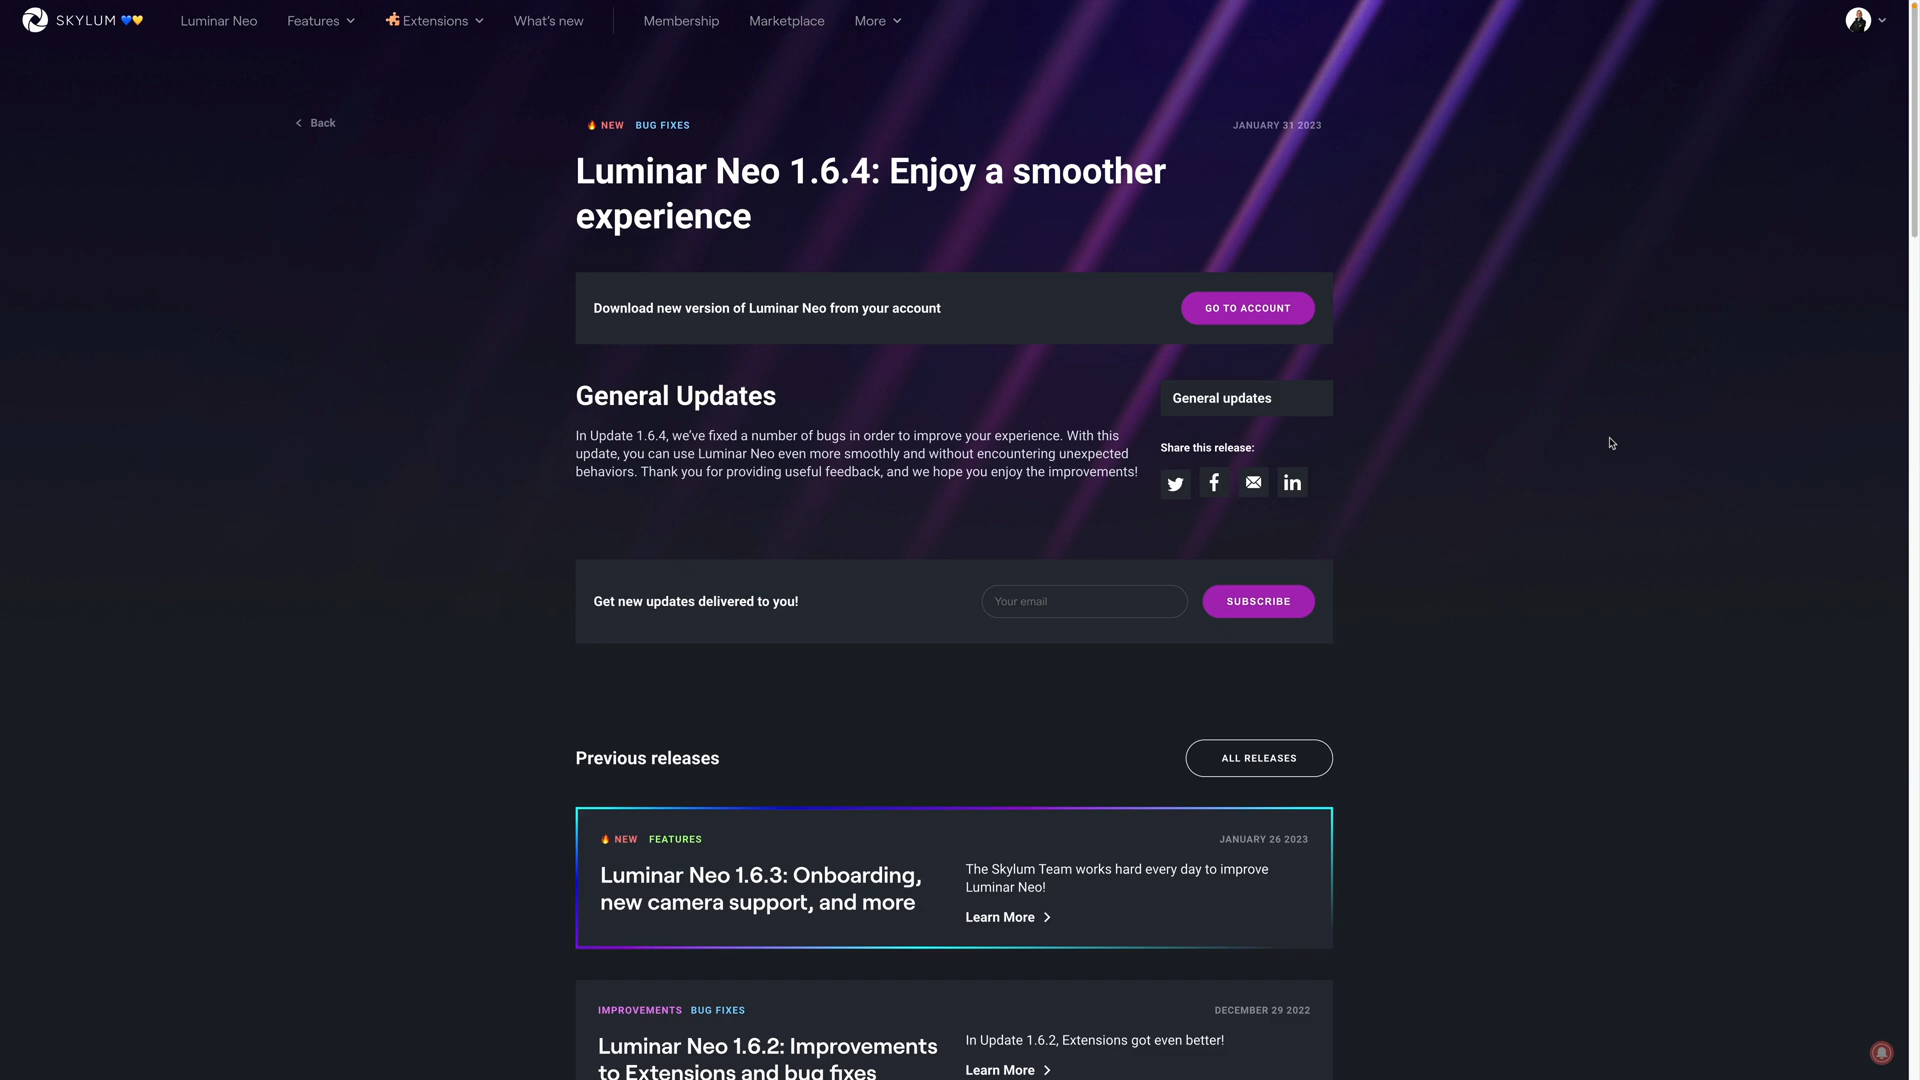 SKYLUM
Luminar Neo
Features
Extensions
What's new
Membership
Marketplace
More
Back
NEW BUG FIXES
JANUARY 31 2023
Luminar Neo 1.6.4: Enjoy a smoother
experience
Download new version of Luminar Neo from your account
GO TO ACCOUNT
General Updates
In Update 1.6.4, we've fixed a number of bugs in order to improve your experience. With this
update, you can use Luminar Neo even more smoothly and without encountering unexpected
behaviors. Thank you for providing useful feedback, and we hope you enjoy the improvements!
General updates
Share this release:
Get new updates delivered to you!
Your email
SUBSCRIBE
Previous releases
ALL RELEASES
NEW FEATURES
JANUARY 26 2023
Luminar Neo 1.6.3: Onboarding,
new camera support, and more
The Skylum Team works hard every day to improve
Luminar Neo!
Learn More
IMPROVEMENTS BUG FIXES
DECEMBER 29 2022
Luminar Neo 1.6.2: Improvements
to Extensions and bug fixes
In Update 1.6.2, Extensions got even better!
Learn More